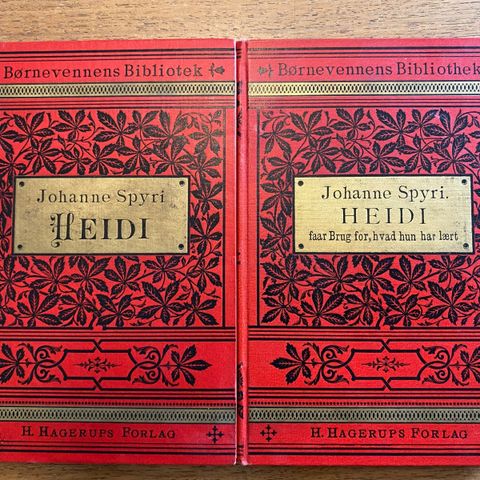 Børnevennens Bibliotek
Johanne Spyri
HEIDI
H. HAGERUPS FORLAG
Børnevennens Bibliothek
Johanne Spyri.
HEIDI
faar Brug for, hvad hun har lært
H. HAGERUPS FORLAG